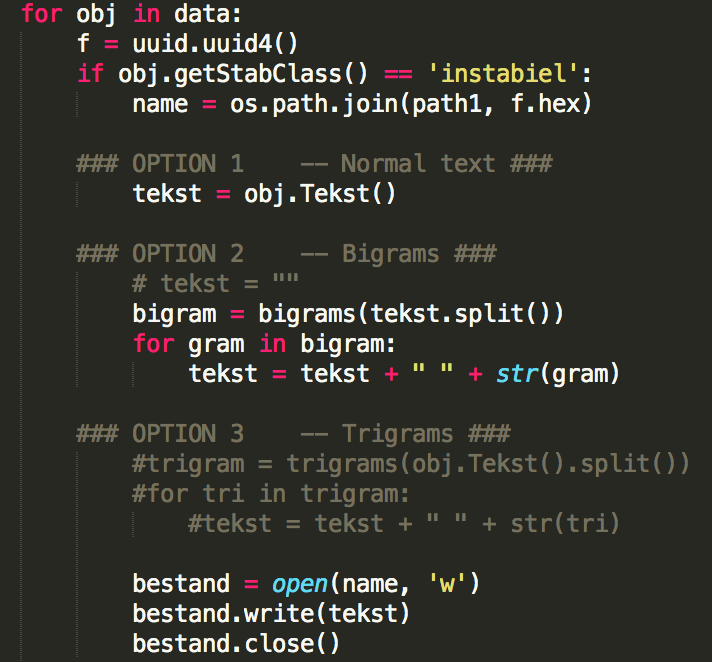 for obj in data:
    f = uuid.uuid4()
    if obj.getStabClass() == 'instabiel':
        name = os.path.join(path1, f.hex)

    ### OPTION 1    -- Normal text ###
        tekst = obj.Tekst()

    ### OPTION 2    -- Bigrams ###
        # tekst = ""
        bigram = bigrams(tekst.split())
        for gram in bigram:
            tekst = tekst + " " + str(gram)

    ### OPTION 3    -- Trigrams ###
        #trigram = trigrams(obj.Tekst().split())
        #for tri in trigram:
            #tekst = tekst + " " + str(tri)

        bestand = open(name, 'w')
        bestand.write(tekst)
        bestand.close()